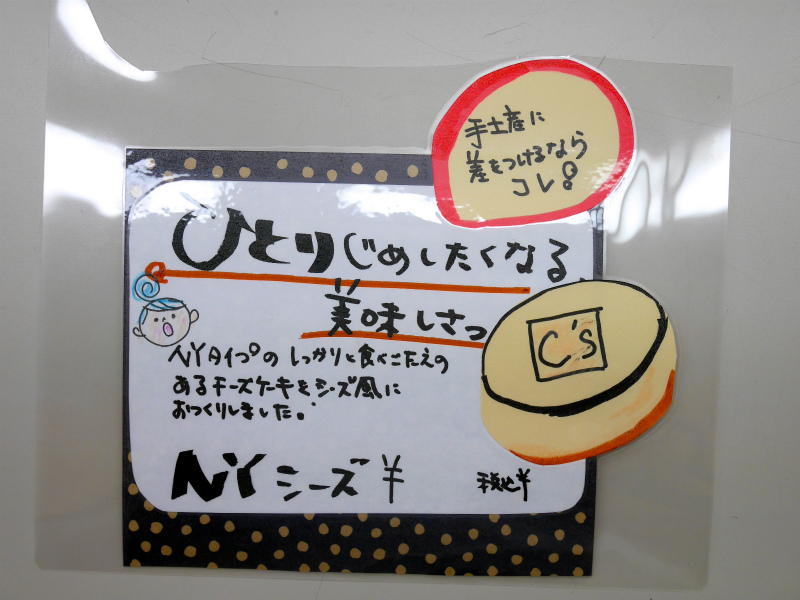 手土産に
差をつけるなら
コレ!
ひとりじめしたくなる
美味しさっ
C's
NYタイプの しっかりと食べごたえの
あるチーズケーキをシーズ風に
おつくりしました。
NYシーズ ¥
税込¥